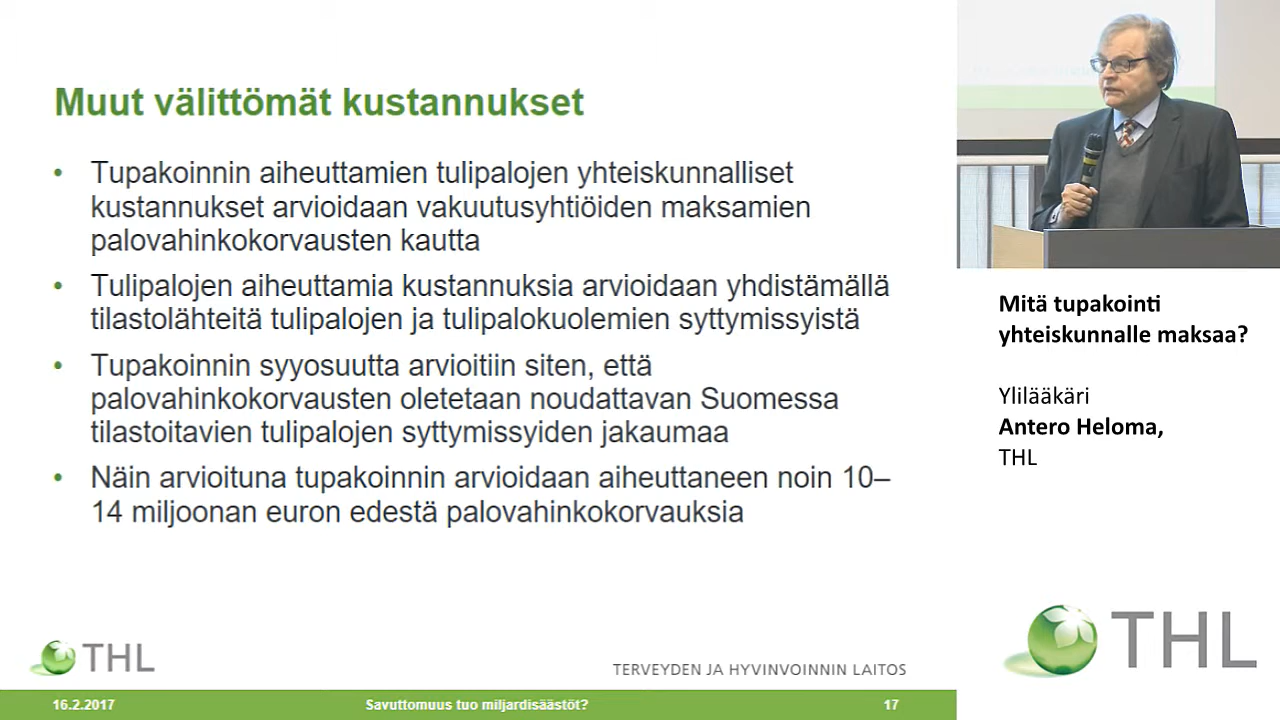 Muut välittömät kustannukset
• Tupakoinnin aiheuttamien tulipalojen yhteiskunnalliset
kustannukset arvioidaan vakuutusyhtiöiden maksamien
palovahinkokorvausten kautta
• Tulipalojen aiheuttamia kustannuksia arvioidaan yhdistämällä
tilastolähteitä tulipalojen ja tulipalokuolemien syttymissyistä
• Tupakoinnin syyosuutta arvioitiin siten, että
palovahinkokorvausten oletetaan noudattavan Suomessa
tilastoitavien tulipalojen syttymissyiden jakaumaa
• Näin arvioituna tupakoinnin arvioidaan aiheuttaneen noin 10–
14 miljoonan euron edestä palovahinkokorvauksia
THL
TERVEYDEN JA HYVINVOINNIN LAITOS
16.2.2017 Savuttomuus tuo miljardisäästöt? 17
Mitä tupakointi
yhteiskunnalle maksaa?
Ylilääkäri
Antero Heloma,
THL
THL